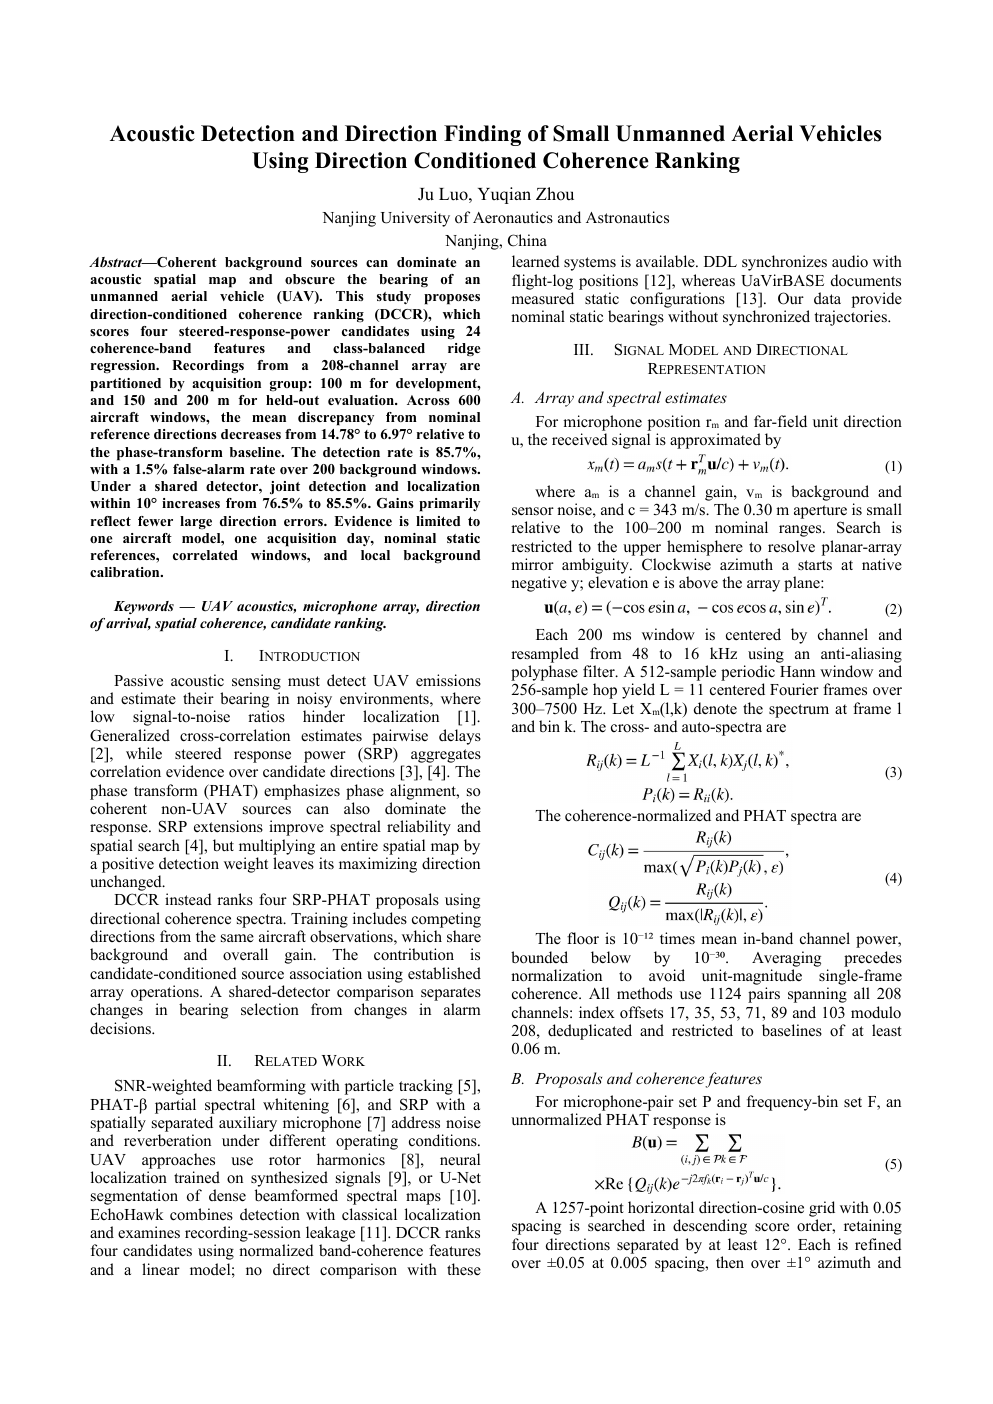 Acoustic Detection and Direction Finding of Small Unmanned Aerial Vehicles
Using Direction Conditioned Coherence Ranking
Ju Luo, Yuqian Zhou
Nanjing University of Aeronautics and Astronautics
Nanjing, China
Abstract—Coherent background sources can dominate an
acoustic spatial map and obscure the bearing of an
unmanned aerial vehicle (UAV). This study proposes
direction-conditioned coherence ranking (DCCR), which
scores four steered-response-power candidates using 24
coherence-band features and class-balanced ridge
regression. Recordings from a 208-channel array are
partitioned by acquisition group: 100 m for development,
and 150 and 200 m for held-out evaluation. Across 600
aircraft windows, the mean discrepancy from nominal
reference directions decreases from 14.78° to 6.97° relative to
the phase-transform baseline. The detection rate is 85.7%,
with a 1.5% false-alarm rate over 200 background windows.
Under a shared detector, joint detection and localization
within 10° increases from 76.5% to 85.5%. Gains primarily
reflect fewer large direction errors. Evidence is limited to
one aircraft model, one acquisition day, nominal static
references, correlated windows, and local background
calibration.
Keywords — UAV acoustics, microphone array, direction
of arrival, spatial coherence, candidate ranking.
I. INTRODUCTION
Passive acoustic sensing must detect UAV emissions
and estimate their bearing in noisy environments, where
low signal-to-noise ratios hinder localization [1].
Generalized cross-correlation estimates pairwise delays
[2], while steered response power (SRP) aggregates
correlation evidence over candidate directions [3], [4]. The
phase transform (PHAT) emphasizes phase alignment, so
coherent non-UAV sources can also dominate the
response. SRP extensions improve spectral reliability and
spatial search [4], but multiplying an entire spatial map by
a positive detection weight leaves its maximizing direction
unchanged.
DCCR instead ranks four SRP-PHAT proposals using
directional coherence spectra. Training includes competing
directions from the same aircraft observations, which share
background and overall gain. The contribution is
candidate-conditioned source association using established
array operations. A shared-detector comparison separates
changes in bearing selection from changes in alarm
decisions.
II. RELATED WORK
SNR-weighted beamforming with particle tracking [5],
PHAT-β partial spectral whitening [6], and SRP with a
spatially separated auxiliary microphone [7] address noise
and reverberation under different operating conditions.
UAV approaches use rotor harmonics [8], neural
localization trained on synthesized signals [9], or U-Net
segmentation of dense beamformed spectral maps [10].
EchoHawk combines detection with classical localization
and examines recording-session leakage [11]. DCCR ranks
four candidates using normalized band-coherence features
and a linear model; no direct comparison with these
learned systems is available. DDL synchronizes audio with
flight-log positions [12], whereas UaVirBASE documents
measured static configurations [13]. Our data provide
nominal static bearings without synchronized trajectories.
III. SIGNAL MODEL AND DIRECTIONAL
REPRESENTATION
A. Array and spectral estimates
For microphone position rₘ and far-field unit direction
u, the received signal is approximated by
xₘ(t) = aₘs(t + rₘᵀu/c) + vₘ(t). (1)
where aₘ is a channel gain, vₘ is background and
sensor noise, and c = 343 m/s. The 0.30 m aperture is small
relative to the 100–200 m nominal ranges. Search is
restricted to the upper hemisphere to resolve planar-array
mirror ambiguity. Clockwise azimuth a starts at native
negative y; elevation e is above the array plane:
u(a, e) = (−cos esin a, − cos ecos a, sin e)ᵀ. (2)
Each 200 ms window is centered by channel and
resampled from 48 to 16 kHz using an anti-aliasing
polyphase filter. A 512-sample periodic Hann window and
256-sample hop yield L = 11 centered Fourier frames over
300–7500 Hz. Let Xₘ(l,k) denote the spectrum at frame l
and bin k. The cross- and auto-spectra are
Rᵢⱼ(k) = L⁻¹ ∑_{l = 1}^{L} Xᵢ(l, k)Xⱼ(l, k)*,
Pᵢ(k) = Rᵢᵢ(k). (3)
The coherence-normalized and PHAT spectra are
Cᵢⱼ(k) = Rᵢⱼ(k) / max(√Pᵢ(k)Pⱼ(k) , ε),
Qᵢⱼ(k) = Rᵢⱼ(k) / max(|Rᵢⱼ(k)|, ε). (4)
The floor is 10⁻¹² times mean in-band channel power,
bounded below by 10⁻³⁰. Averaging precedes
normalization to avoid unit-magnitude single-frame
coherence. All methods use 1124 pairs spanning all 208
channels: index offsets 17, 35, 53, 71, 89 and 103 modulo
208, deduplicated and restricted to baselines of at least
0.06 m.
B. Proposals and coherence features
For microphone-pair set P and frequency-bin set F, an
unnormalized PHAT response is
B(u) = ∑_{(i, j) ∈ P} ∑_{k ∈ F}
×Re {Qᵢⱼ(k)e^{−j2πfₖ(rᵢ − rⱼ)ᵀu/c}}. (5)
A 1257-point horizontal direction-cosine grid with 0.05
spacing is searched in descending score order, retaining
four directions separated by at least 12°. Each is refined
over ±0.05 at 0.005 spacing, then over ±1° azimuth and